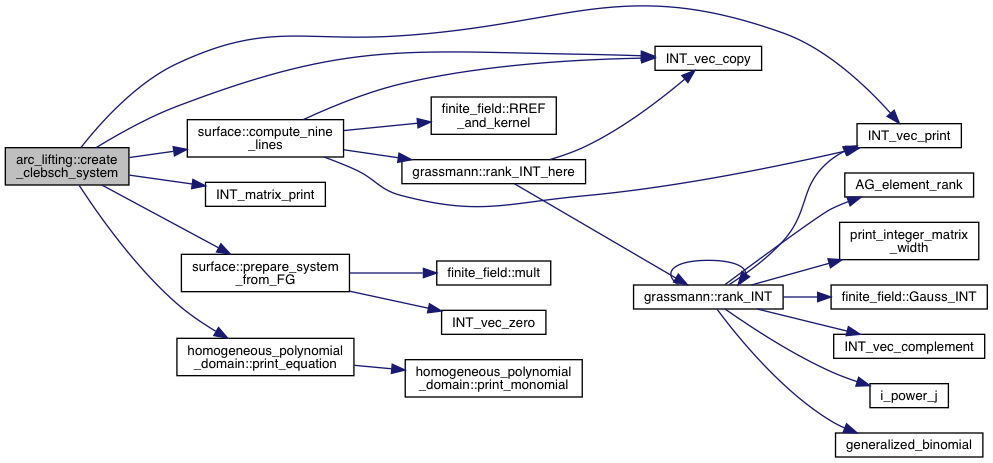 arc_lifting::create
_clebsch_system
surface::compute_nine
_lines
INT_matrix_print
surface::prepare_system
_from_FG
homogeneous_polynomial
_domain::print_equation
finite_field::RREF
_and_kernel
grassmann::rank_INT_here
finite_field::mult
INT_vec_zero
homogeneous_polynomial
_domain::print_monomial
INT_vec_copy
grassmann::rank_INT
INT_vec_print
AG_element_rank
print_integer_matrix
_width
finite_field::Gauss_INT
INT_vec_complement
i_power_j
generalized_binomial